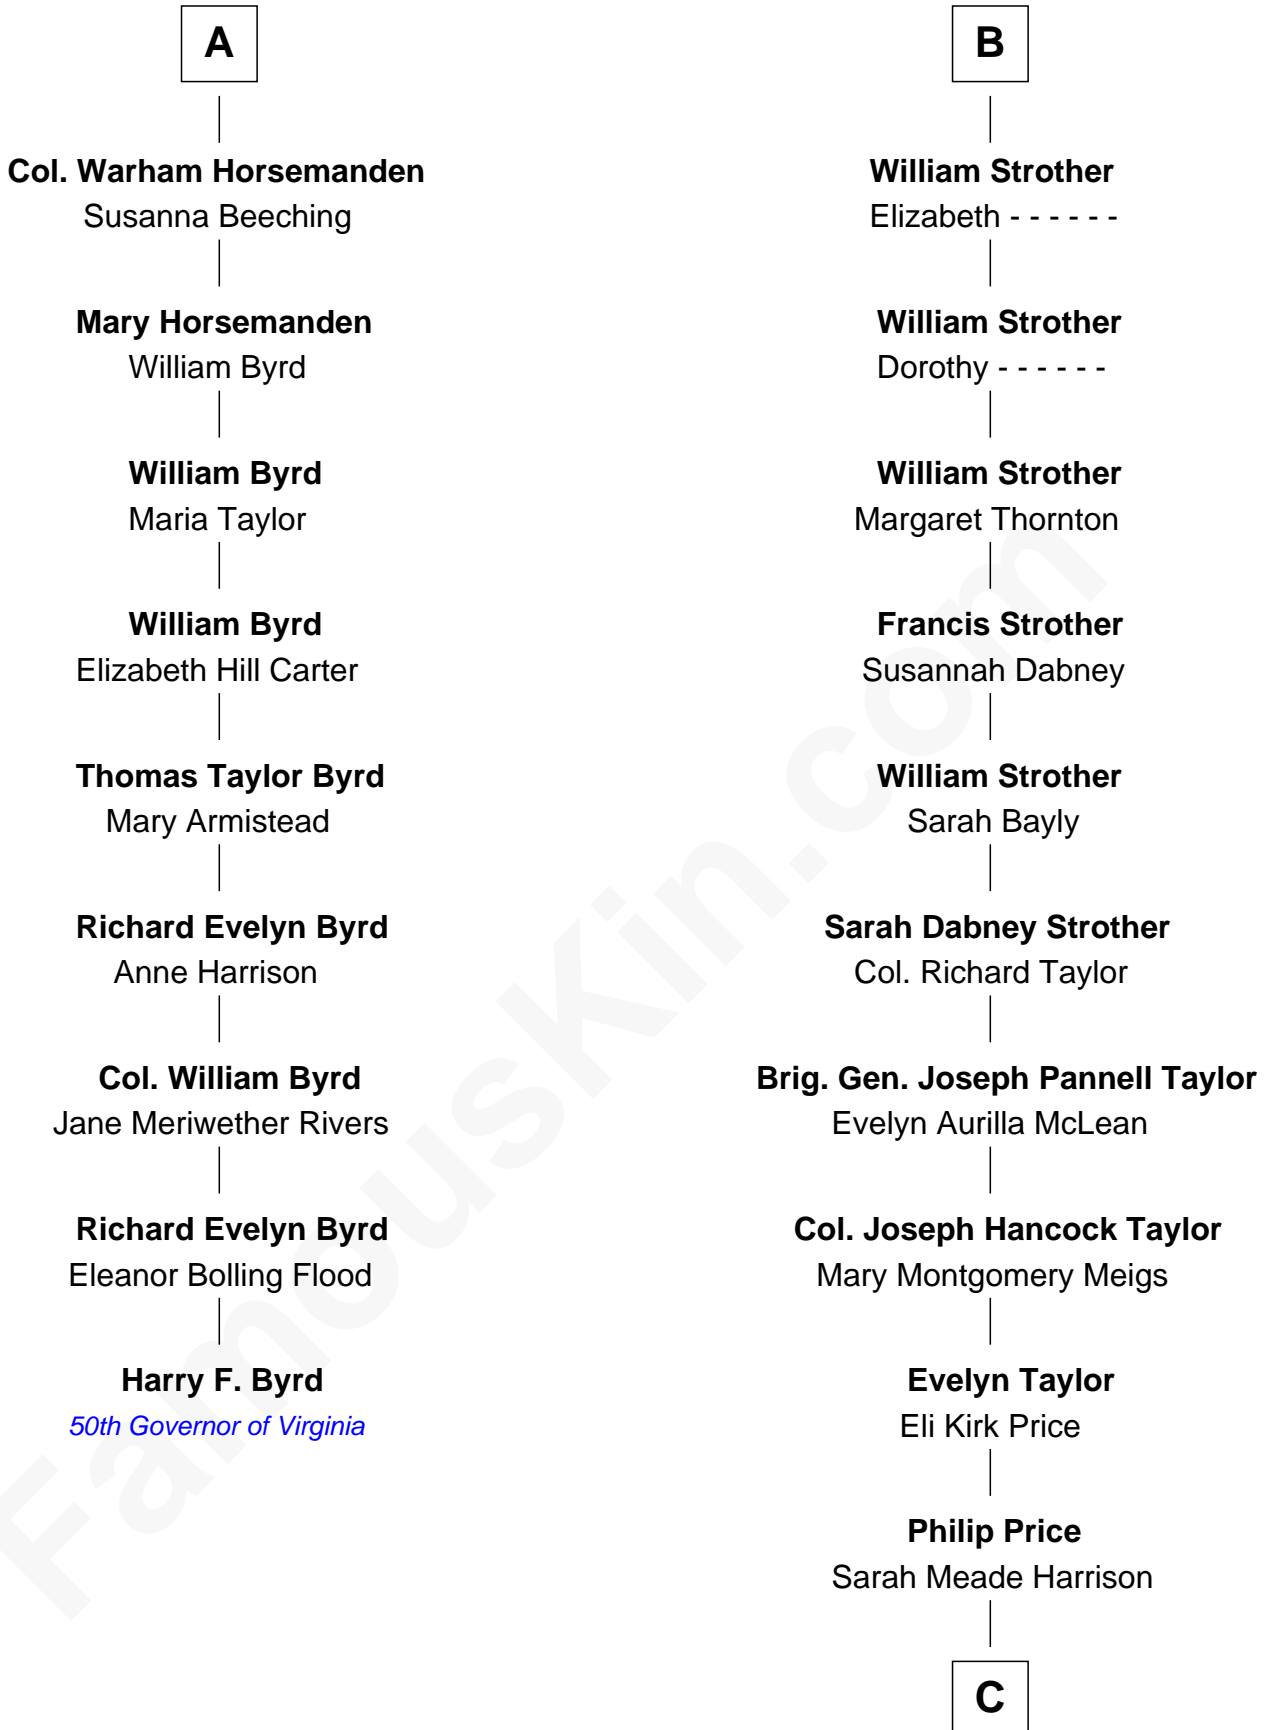 A
Col. Warham Horsemanden
Susanna Beeching
Mary Horsemanden
William Byrd
William Byrd
Maria Taylor
William Byrd
Elizabeth Hill Carter
Thomas Taylor Byrd
Mary Armistead
Richard Evelyn Byrd
Anne Harrison
Col. William Byrd
Jane Meriwether Rivers
Richard Evelyn Byrd
Eleanor Bolling Flood
Harry F. Byrd
50th Governor of Virginia
B
William Strother
Elizabeth - - - - - -
William Strother
Dorothy - - - - - -
William Strother
Margaret Thornton
Francis Strother
Susannah Dabney
William Strother
Sarah Bayly
Sarah Dabney Strother
Col. Richard Taylor
Brig. Gen. Joseph Pannell Taylor
Evelyn Aurilla McLean
Col. Joseph Hancock Taylor
Mary Montgomery Meigs
Evelyn Taylor
Eli Kirk Price
Philip Price
Sarah Meade Harrison
C
FamousKin.com